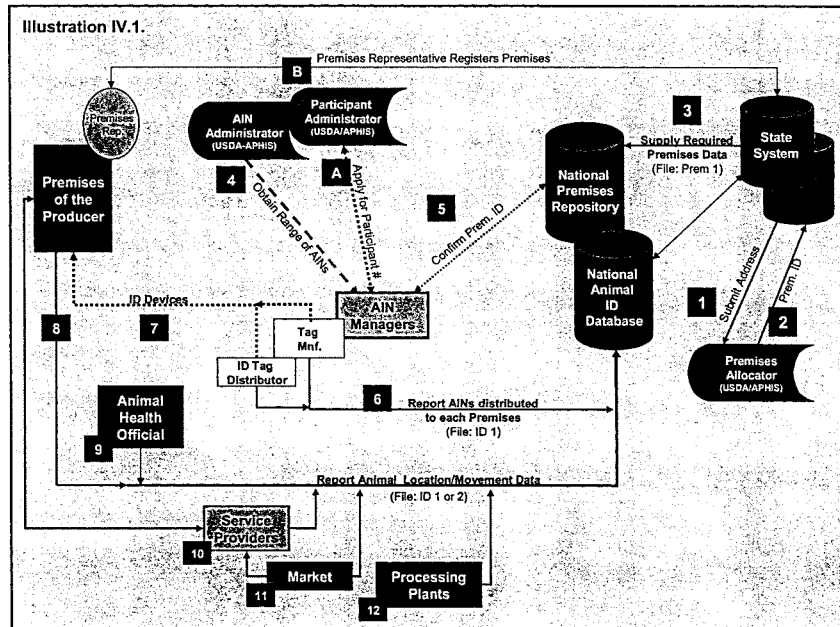 Illustration IV.1.
B
Premises Representative Registers Premises
Premises
Rep.
AIN
Administrator
(USDA-APHIS)
Participant
Administrator
(USDA/APHIS)
3
State
System
Supply Required
Premises Data
(File: Prem 1)
Premises
of the
Producer
4
A
Obtain Range of AINs
Apply for Participant #
5
Confirm Prem. ID
National
Premises
Repository
National
Animal ID
Database
1
Submit Address
Prem. ID
2
Premises
Allocator
(USDA/APHIS)
ID Devices
8
7
AIN
Managers
Tag
Mnf.
ID Tag
Distributor
6
Report AINs distributed
to each Premises
(File: ID 1)
Animal
Health
Official
9
Report Animal Location/Movement Data
(File: ID 1 or 2)
Service
Providers
10
Market
11
Processing
Plants
12